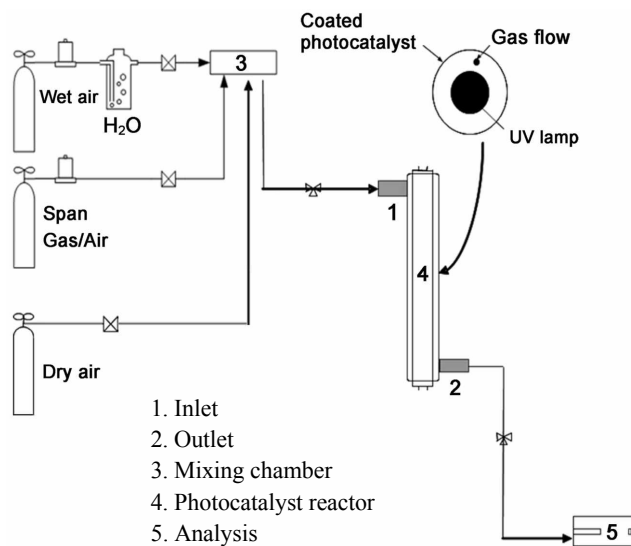 Coated
photocatalyst
Gas flow
UV lamp
3
Wet air
H₂O
Span
Gas/Air
1
4
Dry air
2
1. Inlet
2. Outlet
3. Mixing chamber
4. Photocatalyst reactor
5. Analysis
5